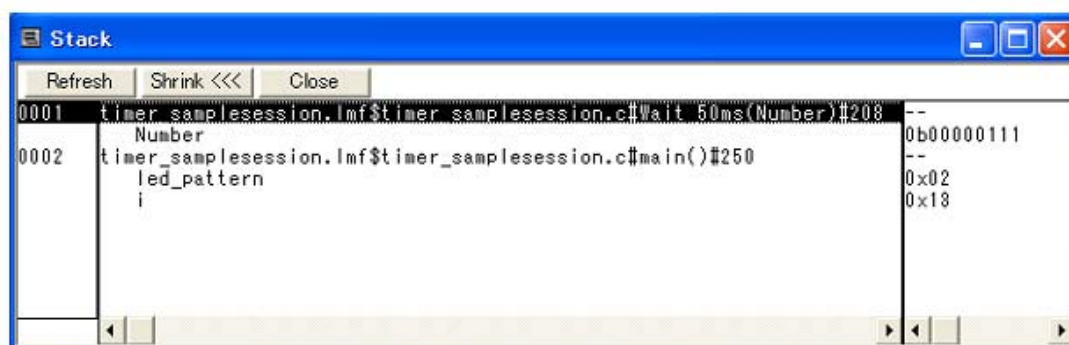 Stack
Refresh Shrink <<< Close
0001 timer_samplesession.lmf$timer_samplesession.c#Wait_50ms(Number)#208 --
Number 0b00000111
0002 timer_samplesession.lmf$timer_samplesession.c#main()#250 --
led_pattern 0x02
i 0x13